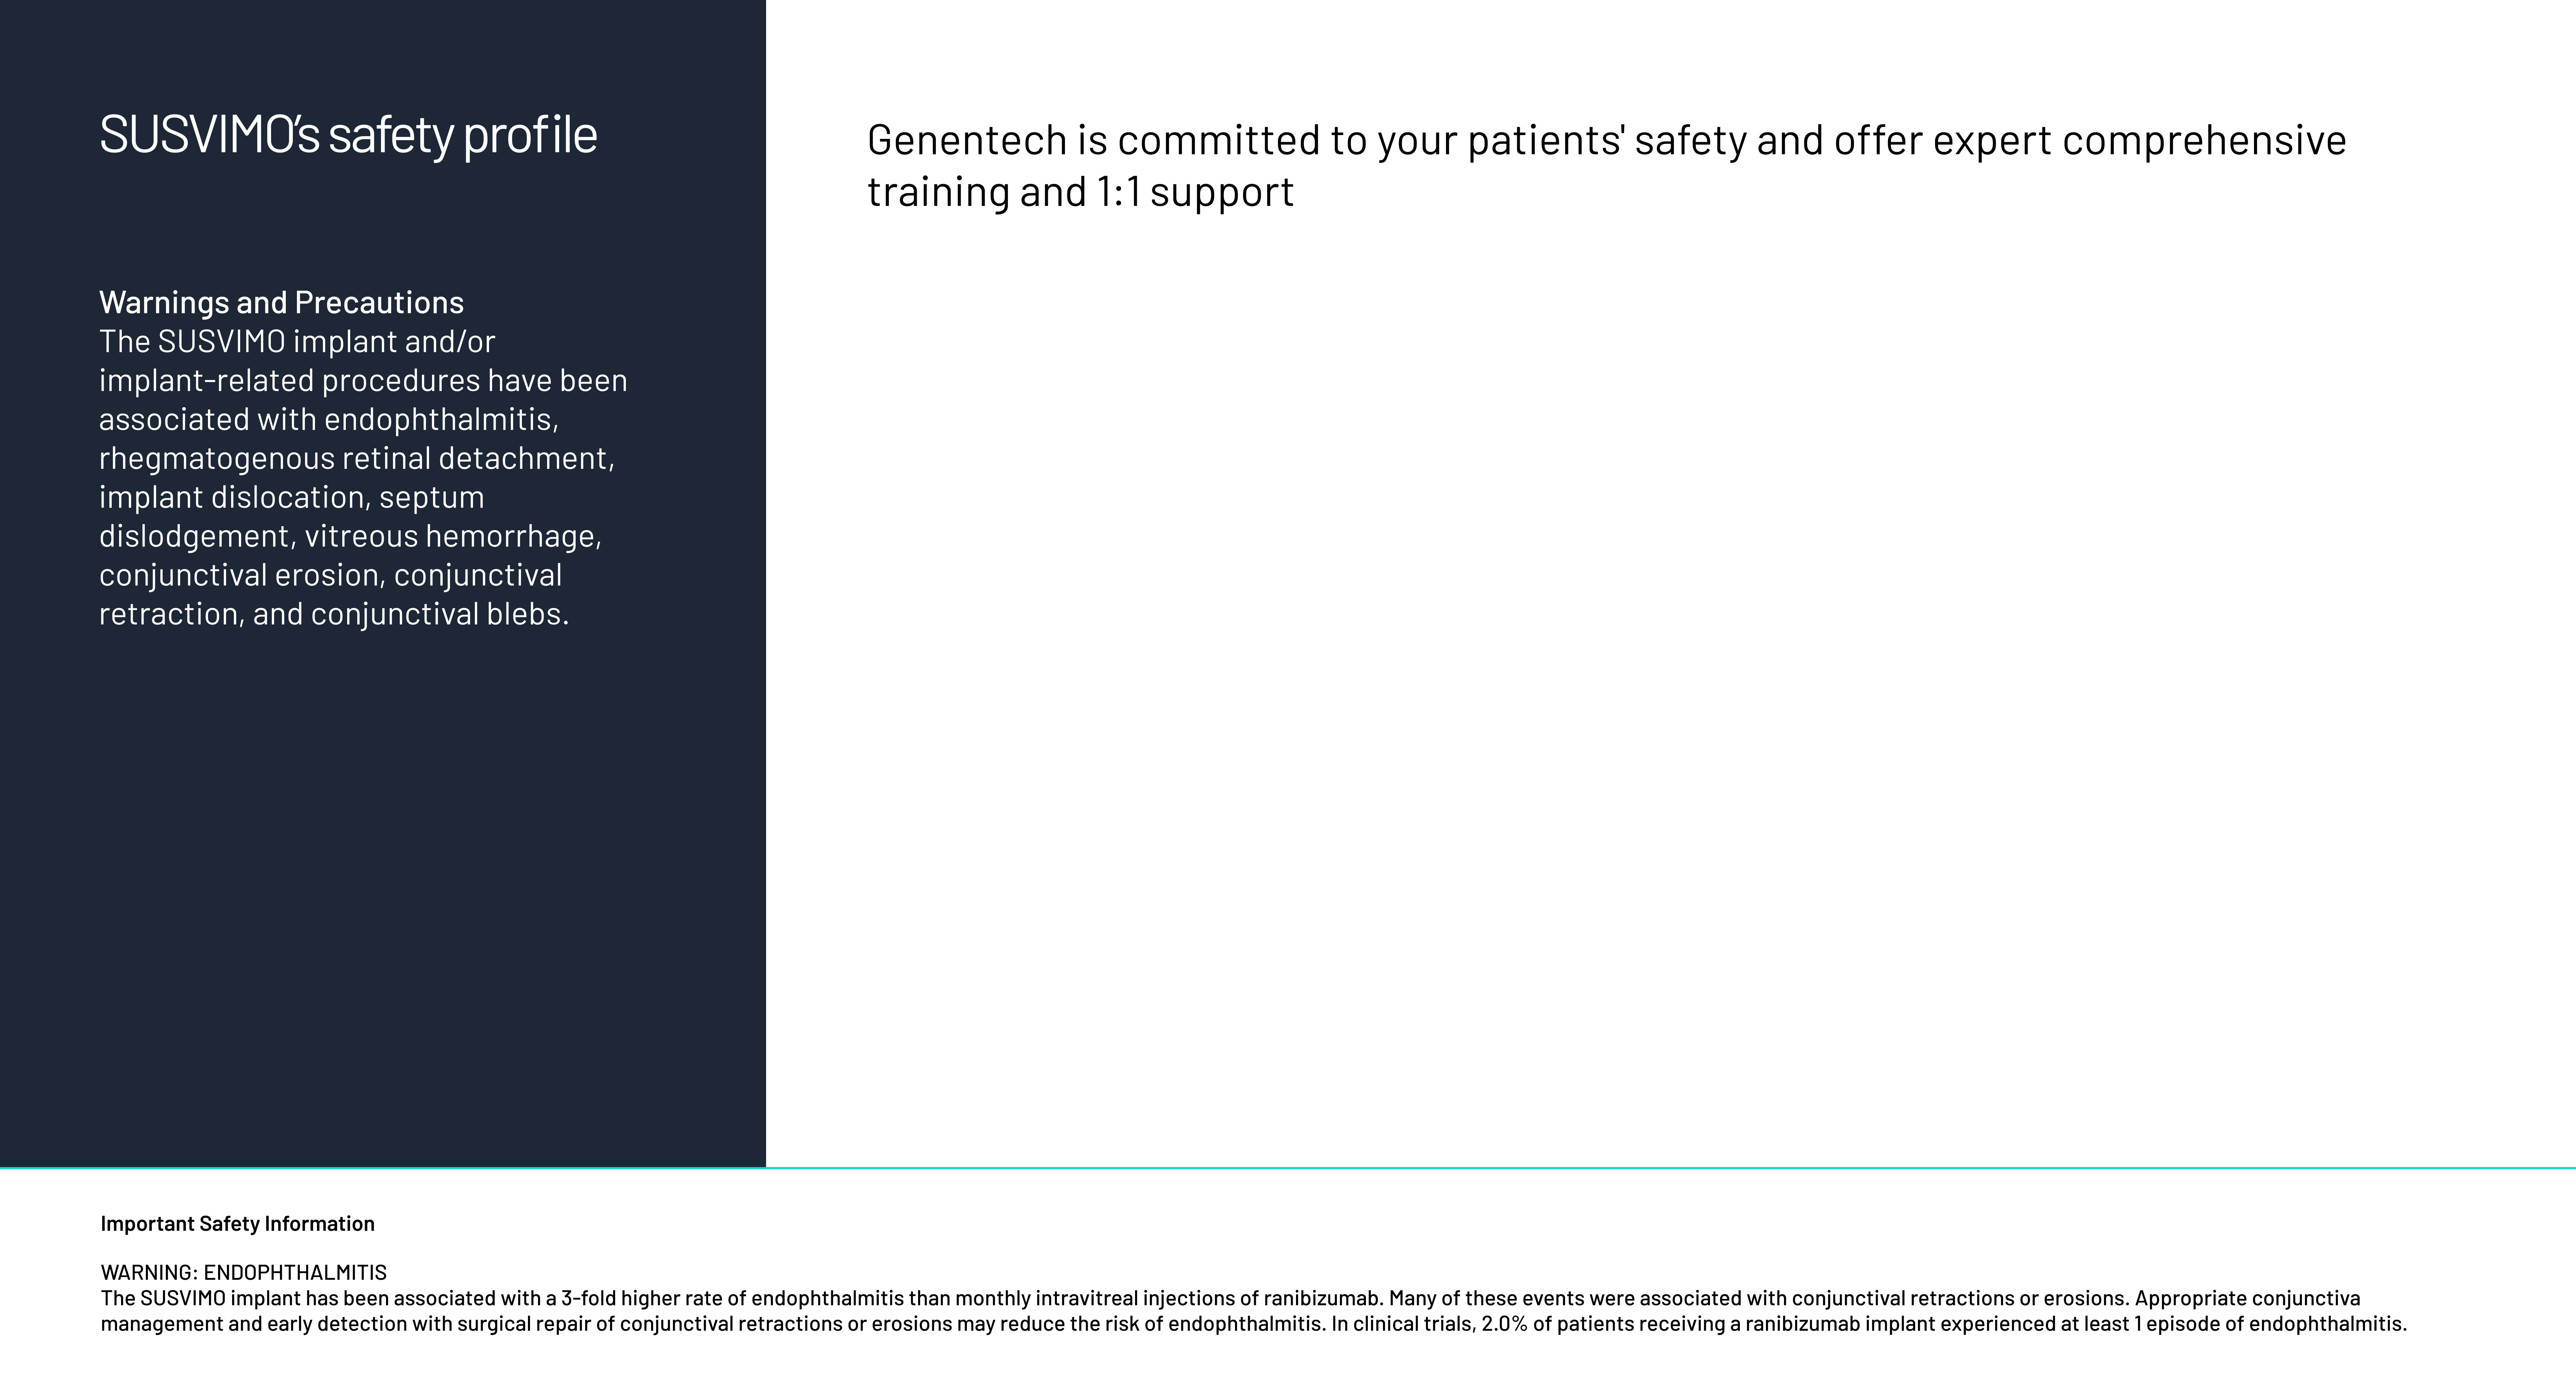 SUSVIMO’s safety profile
Warnings and Precautions
The SUSVIMO implant and/or
implant-related procedures have been
associated with endophthalmitis,
rhegmatogenous retinal detachment,
implant dislocation, septum
dislodgement, vitreous hemorrhage,
conjunctival erosion, conjunctival
retraction, and conjunctival blebs.
Genentech is committed to your patients' safety and offer expert comprehensive
training and 1:1 support
Important Safety Information
WARNING: ENDOPHTHALMITIS
The SUSVIMO implant has been associated with a 3-fold higher rate of endophthalmitis than monthly intravitreal injections of ranibizumab. Many of these events were associated with conjunctival retractions or erosions. Appropriate conjunctiva
management and early detection with surgical repair of conjunctival retractions or erosions may reduce the risk of endophthalmitis. In clinical trials, 2.0% of patients receiving a ranibizumab implant experienced at least 1 episode of endophthalmitis.